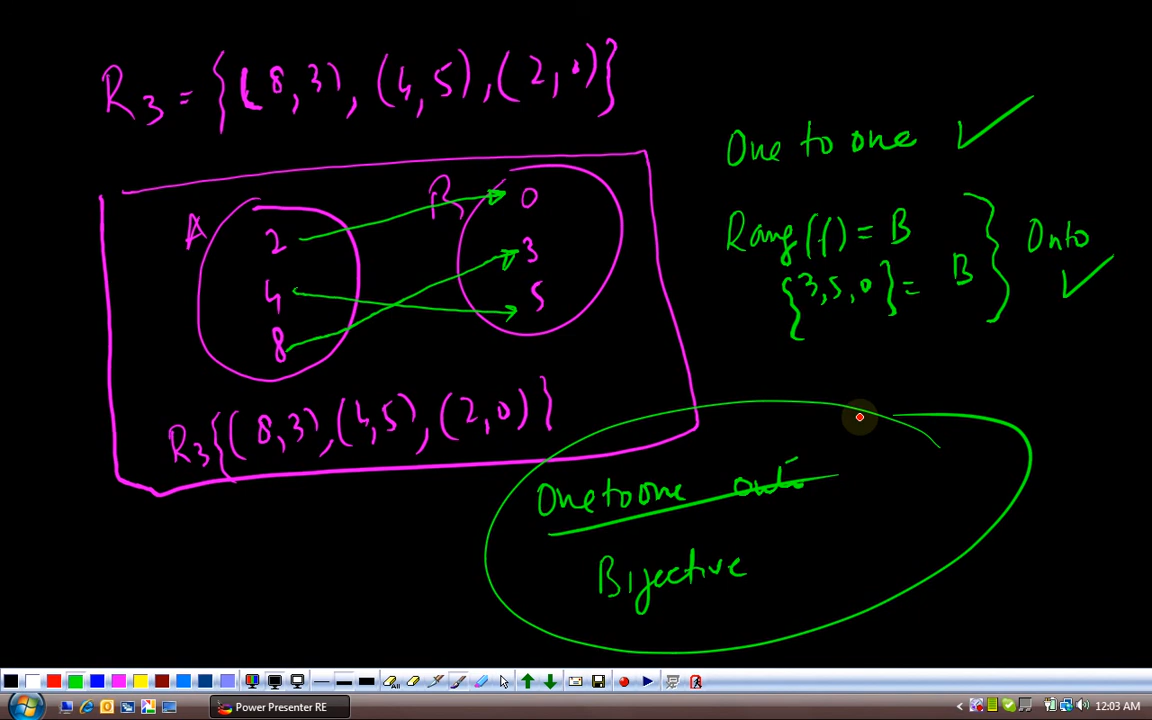 R3 = {(8,3), (4,5), (2,0)}
One to one ✓
A
B
2
4
8
0
3
5
Rang(f) = B
{3,5,0} = B
Onto
✓
R3{(8,3),(4,5),(2,0)}
One to one onto
Bijective
All
Power Presenter RE
12:03 AM